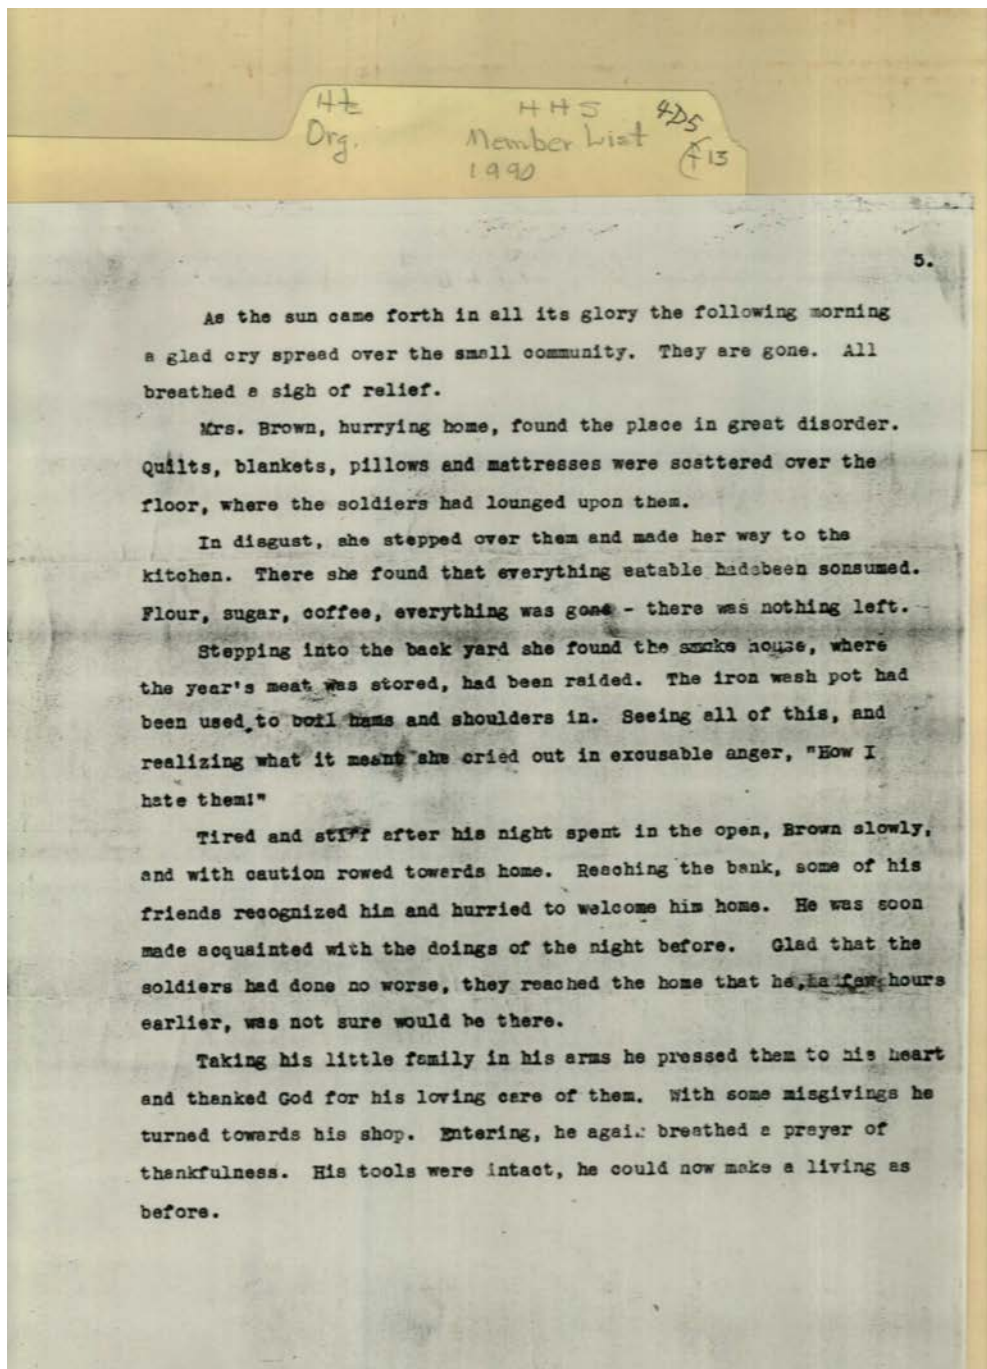 Ht
Org.
HHS
Member List
1990
4D5
F 13
5.
As the sun came forth in all its glory the following morning
a glad cry spread over the small community. They are gone. All
breathed a sigh of relief.
Mrs. Brown, hurrying home, found the place in great disorder.
Quilts, blankets, pillows and mattresses were scattered over the
floor, where the soldiers had lounged upon them.
In disgust, she stepped over them and made her way to the
kitchen. There she found that everything eatable hadsbeen sonsumed.
Flour, sugar, coffee, everything was gone - there was nothing left.
Stepping into the back yard she found the smoke house, where
the year's meat was stored, had been raided. The iron wash pot had
been used to boil hams and shoulders in. Seeing all of this, and
realizing what it meant she cried out in excusable anger, "How I
hate them!"
Tired and stiff after his night spent in the open, Brown slowly,
and with caution rowed towards home. Reaching the bank, some of his
friends recognized him and hurried to welcome him home. He was soon
made acquainted with the doings of the night before. Glad that the
soldiers had done no worse, they reached the home that he, a few hours
earlier, was not sure would be there.
Taking his little family in his arms he pressed them to his heart
and thanked God for his loving care of them. With some misgivings he
turned towards his shop. Entering, he again breathed a prayer of
thankfulness. His tools were intact, he could now make a living as
before.